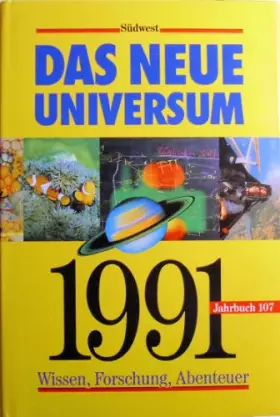 Südwest
DAS NEUE
UNIVERSUM
1991
Jahrbuch 107
Wissen, Forschung, Abenteuer